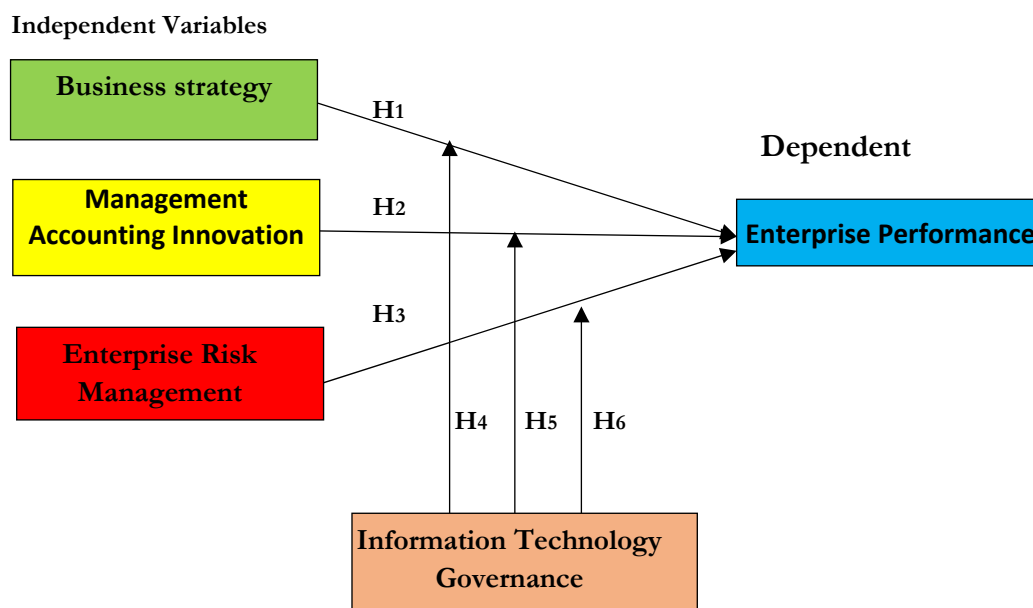 Independent Variables
Business strategy
H1
Dependent
Management
Accounting Innovation
H2
Enterprise Performance
H3
Enterprise Risk
Management
H4
H5
H6
Information Technology
Governance